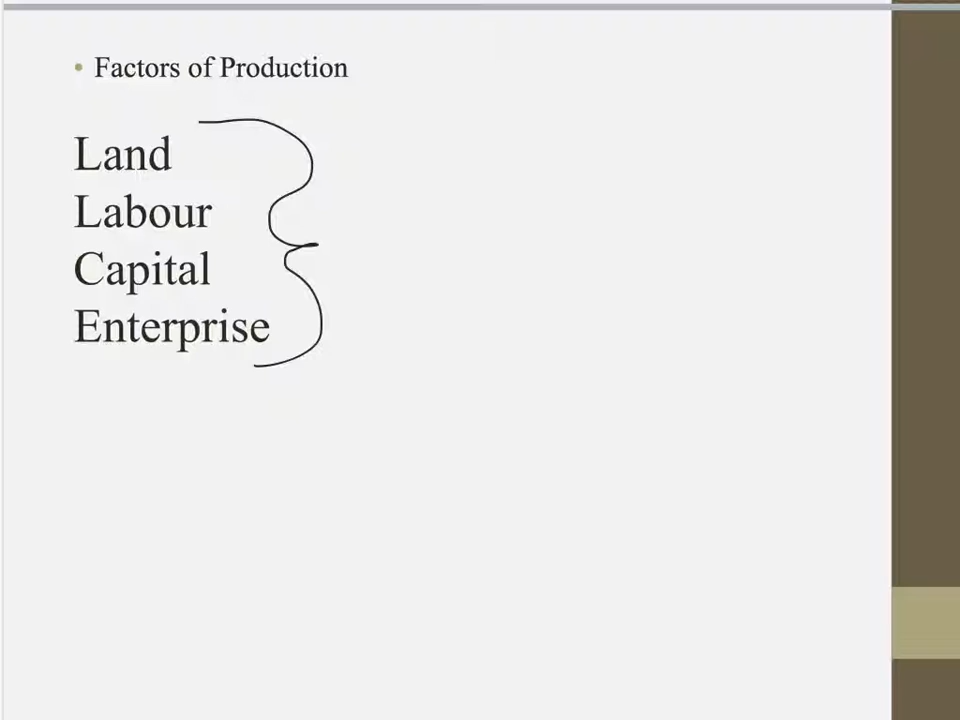 • Factors of Production
Land
Labour
Capital
Enterprise